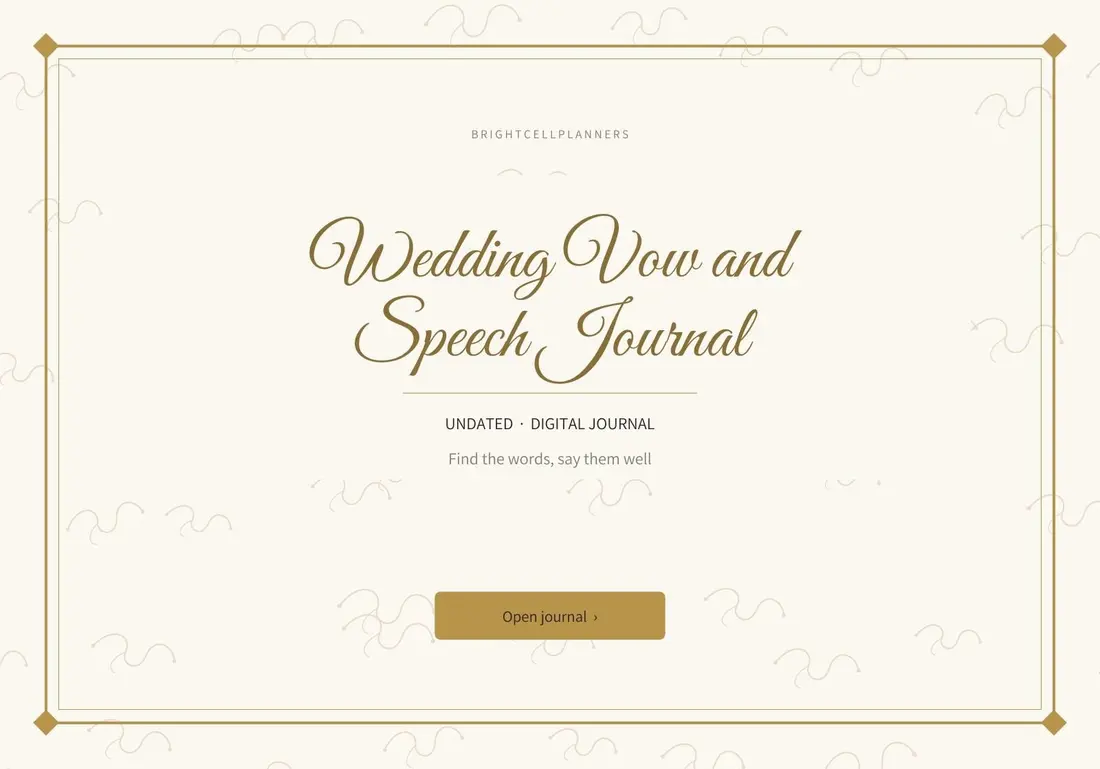 BRIGHTCELLPLANNERS
Wedding Vow and
Speech Journal
UNDATED · DIGITAL JOURNAL
Find the words, say them well
Open journal ›